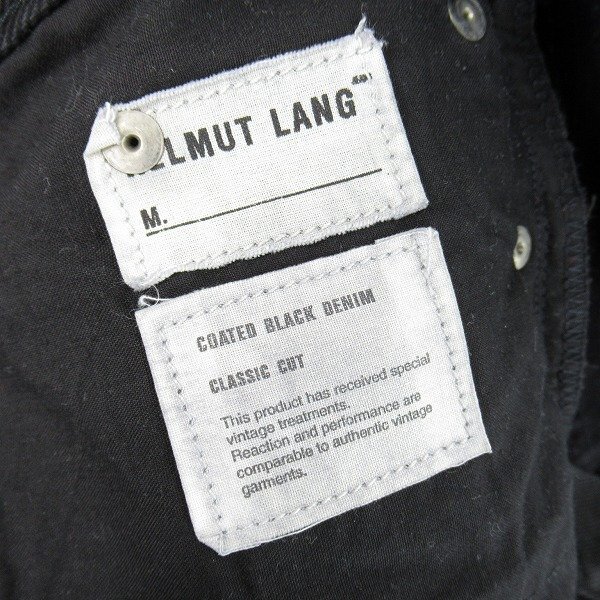 ELMUT LANG
M.
COATED BLACK DENIM
CLASSIC CUT
This product has received special
vintage treatments.
Reaction and performance are
comparable to authentic vintage
garments.